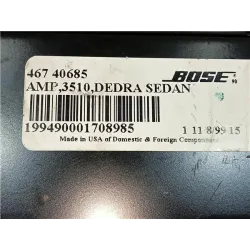 467 40685
BOSE
AMP,3510,DEDRA SEDAN
199490001708985
1 11/8/99 15
Made in USA of Domestic & Foreign Components